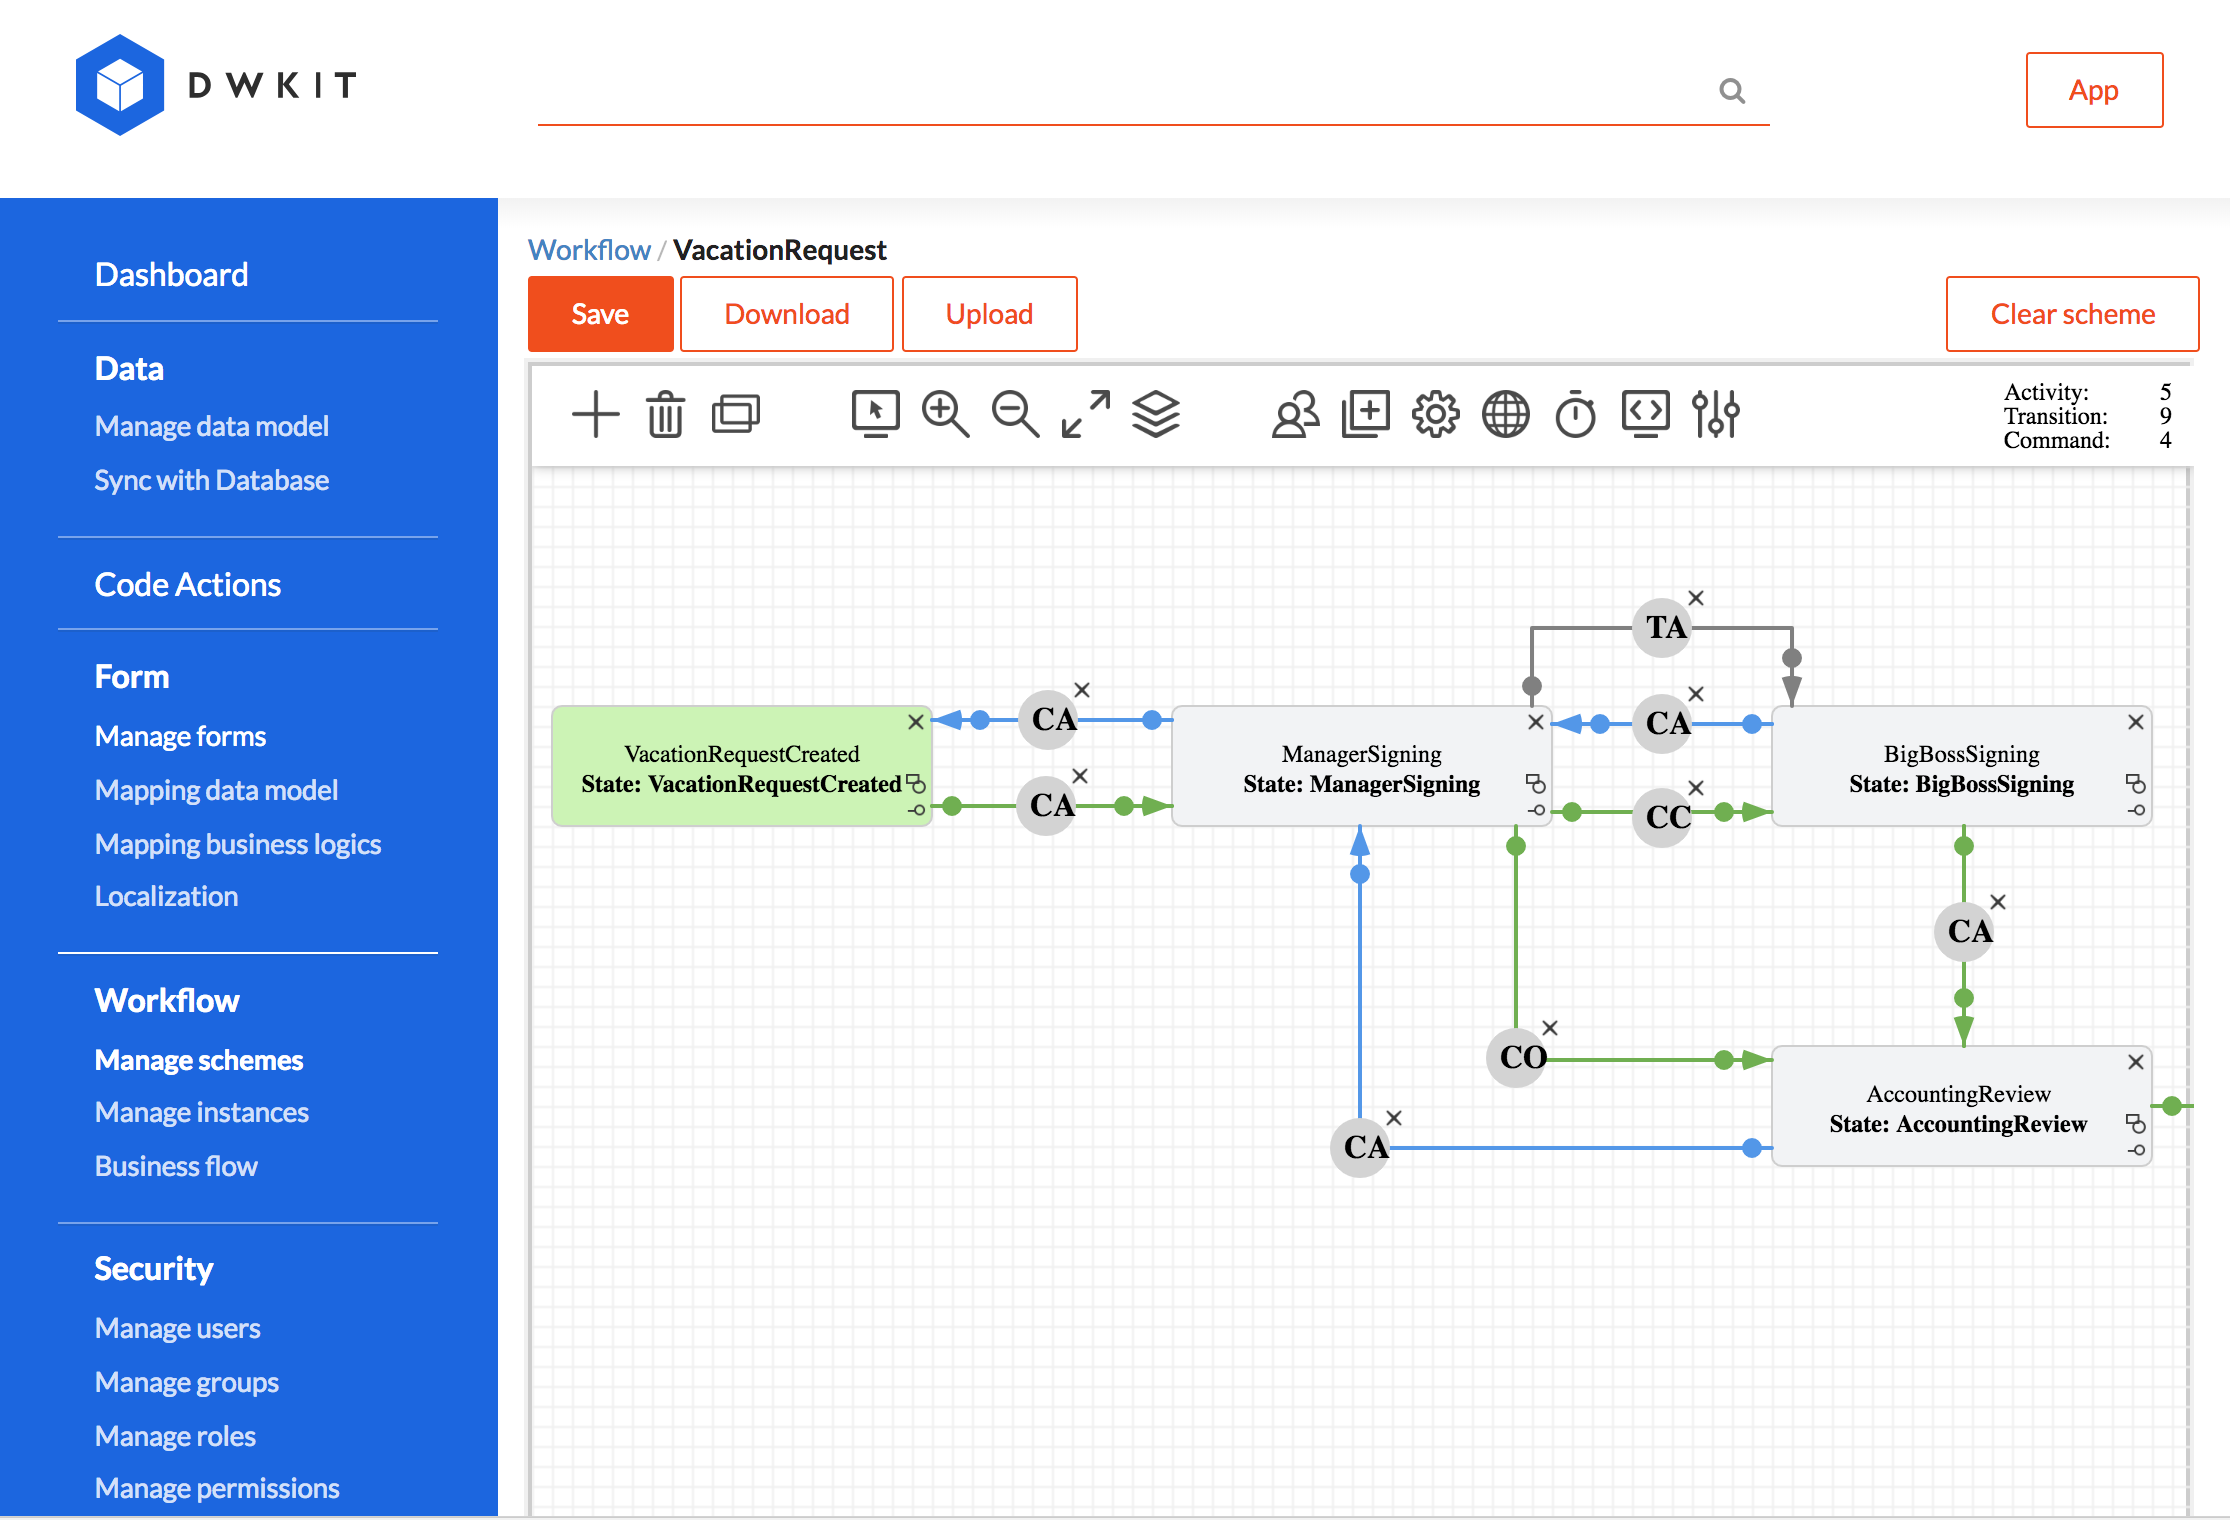 DWKIT
App
Dashboard
Data
Manage data model
Sync with Database
Code Actions
Form
Manage forms
Mapping data model
Mapping business logics
Localization
Workflow
Manage schemes
Manage instances
Business flow
Security
Manage users
Manage groups
Manage roles
Manage permissions
Workflow / VacationRequest
Save
Download
Upload
Clear scheme
Activity: 5
Transition: 9
Command: 4
TA
CA
CA
VacationRequestCreated
State: VacationRequestCreated
ManagerSigning
State: ManagerSigning
BigBossSigning
State: BigBossSigning
CA
CC
CA
CO
AccountingReview
State: AccountingReview
CA